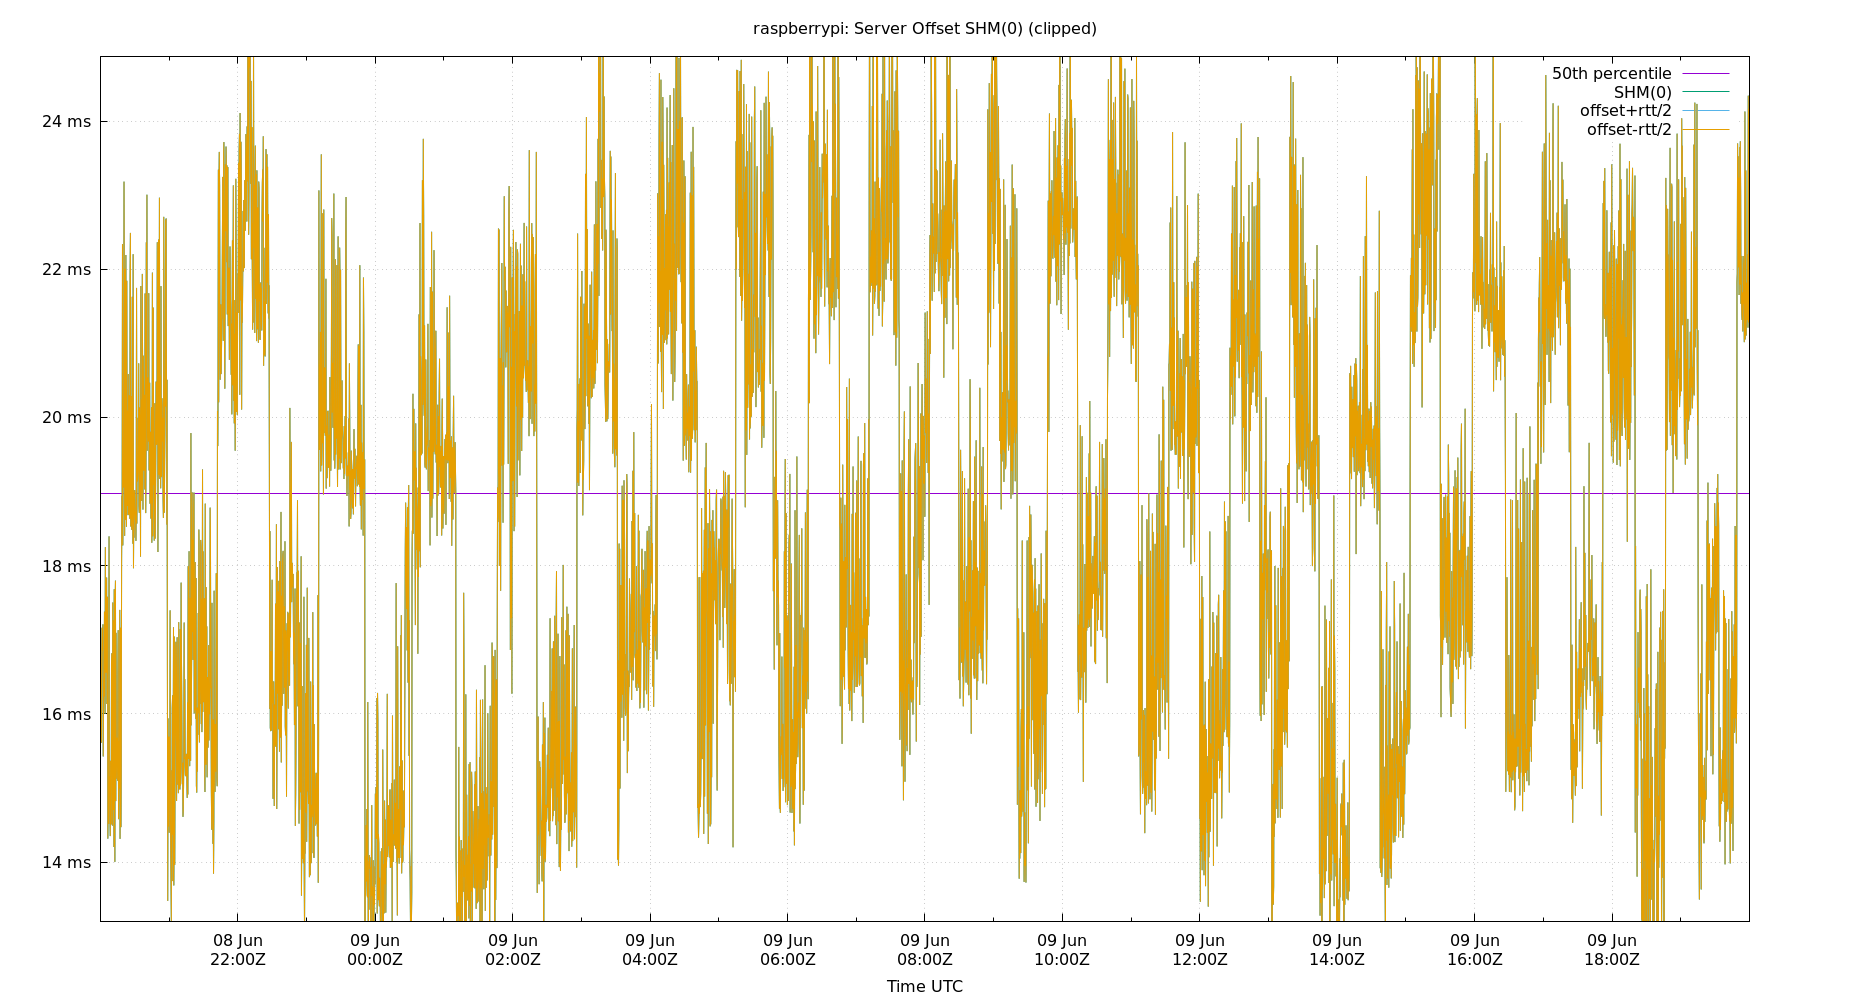 raspberrypi: Server Offset SHM(0) (clipped)
50th percentile
SHM(0)
offset+rtt/2
offset-rtt/2
24 ms
22 ms
20 ms
18 ms
16 ms
14 ms
08 Jun 09 Jun 09 Jun 09 Jun 09 Jun 09 Jun 09 Jun 09 Jun 09 Jun 09 Jun 09 Jun
22:00Z 00:00Z 02:00Z 04:00Z 06:00Z 08:00Z 10:00Z 12:00Z 14:00Z 16:00Z 18:00Z
Time UTC